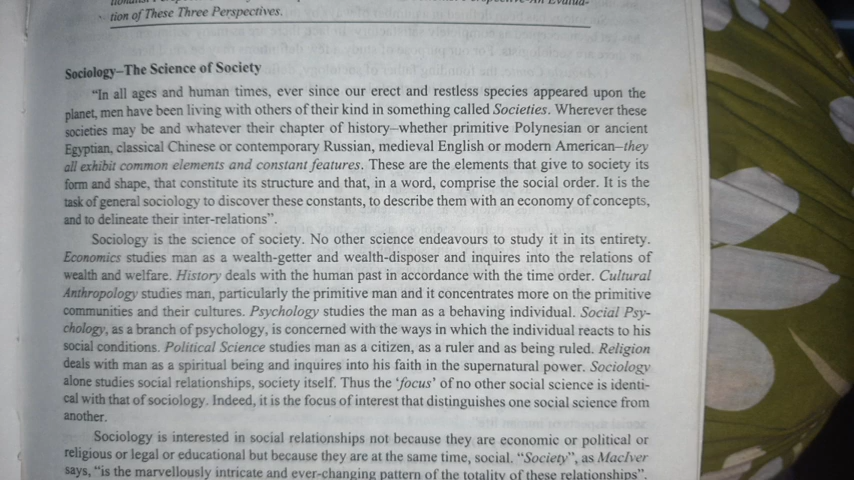 tion of These Three Perspectives.
Sociology–The Science of Society
“In all ages and human times, ever since our erect and restless species appeared upon the
planet, men have been living with others of their kind in something called Societies. Wherever these
societies may be and whatever their chapter of history–whether primitive Polynesian or ancient
Egyptian, classical Chinese or contemporary Russian, medieval English or modern American–they
all exhibit common elements and constant features. These are the elements that give to society its
form and shape, that constitute its structure and that, in a word, comprise the social order. It is the
task of general sociology to discover these constants, to describe them with an economy of concepts,
and to delineate their inter-relations”.
Sociology is the science of society. No other science endeavours to study it in its entirety.
Economics studies man as a wealth-getter and wealth-disposer and inquires into the relations of
wealth and welfare. History deals with the human past in accordance with the time order. Cultural
Anthropology studies man, particularly the primitive man and it concentrates more on the primitive
communities and their cultures. Psychology studies the man as a behaving individual. Social Psy-
chology, as a branch of psychology, is concerned with the ways in which the individual reacts to his
social conditions. Political Science studies man as a citizen, as a ruler and as being ruled. Religion
deals with man as a spiritual being and inquires into his faith in the supernatural power. Sociology
alone studies social relationships, society itself. Thus the ‘focus’ of no other social science is identi-
cal with that of sociology. Indeed, it is the focus of interest that distinguishes one social science from
another.
Sociology is interested in social relationships not because they are economic or political or
religious or legal or educational but because they are at the same time, social. “Society”, as MacIver
says, “is the marvellously intricate and ever-changing pattern of the totality of these relationships”.